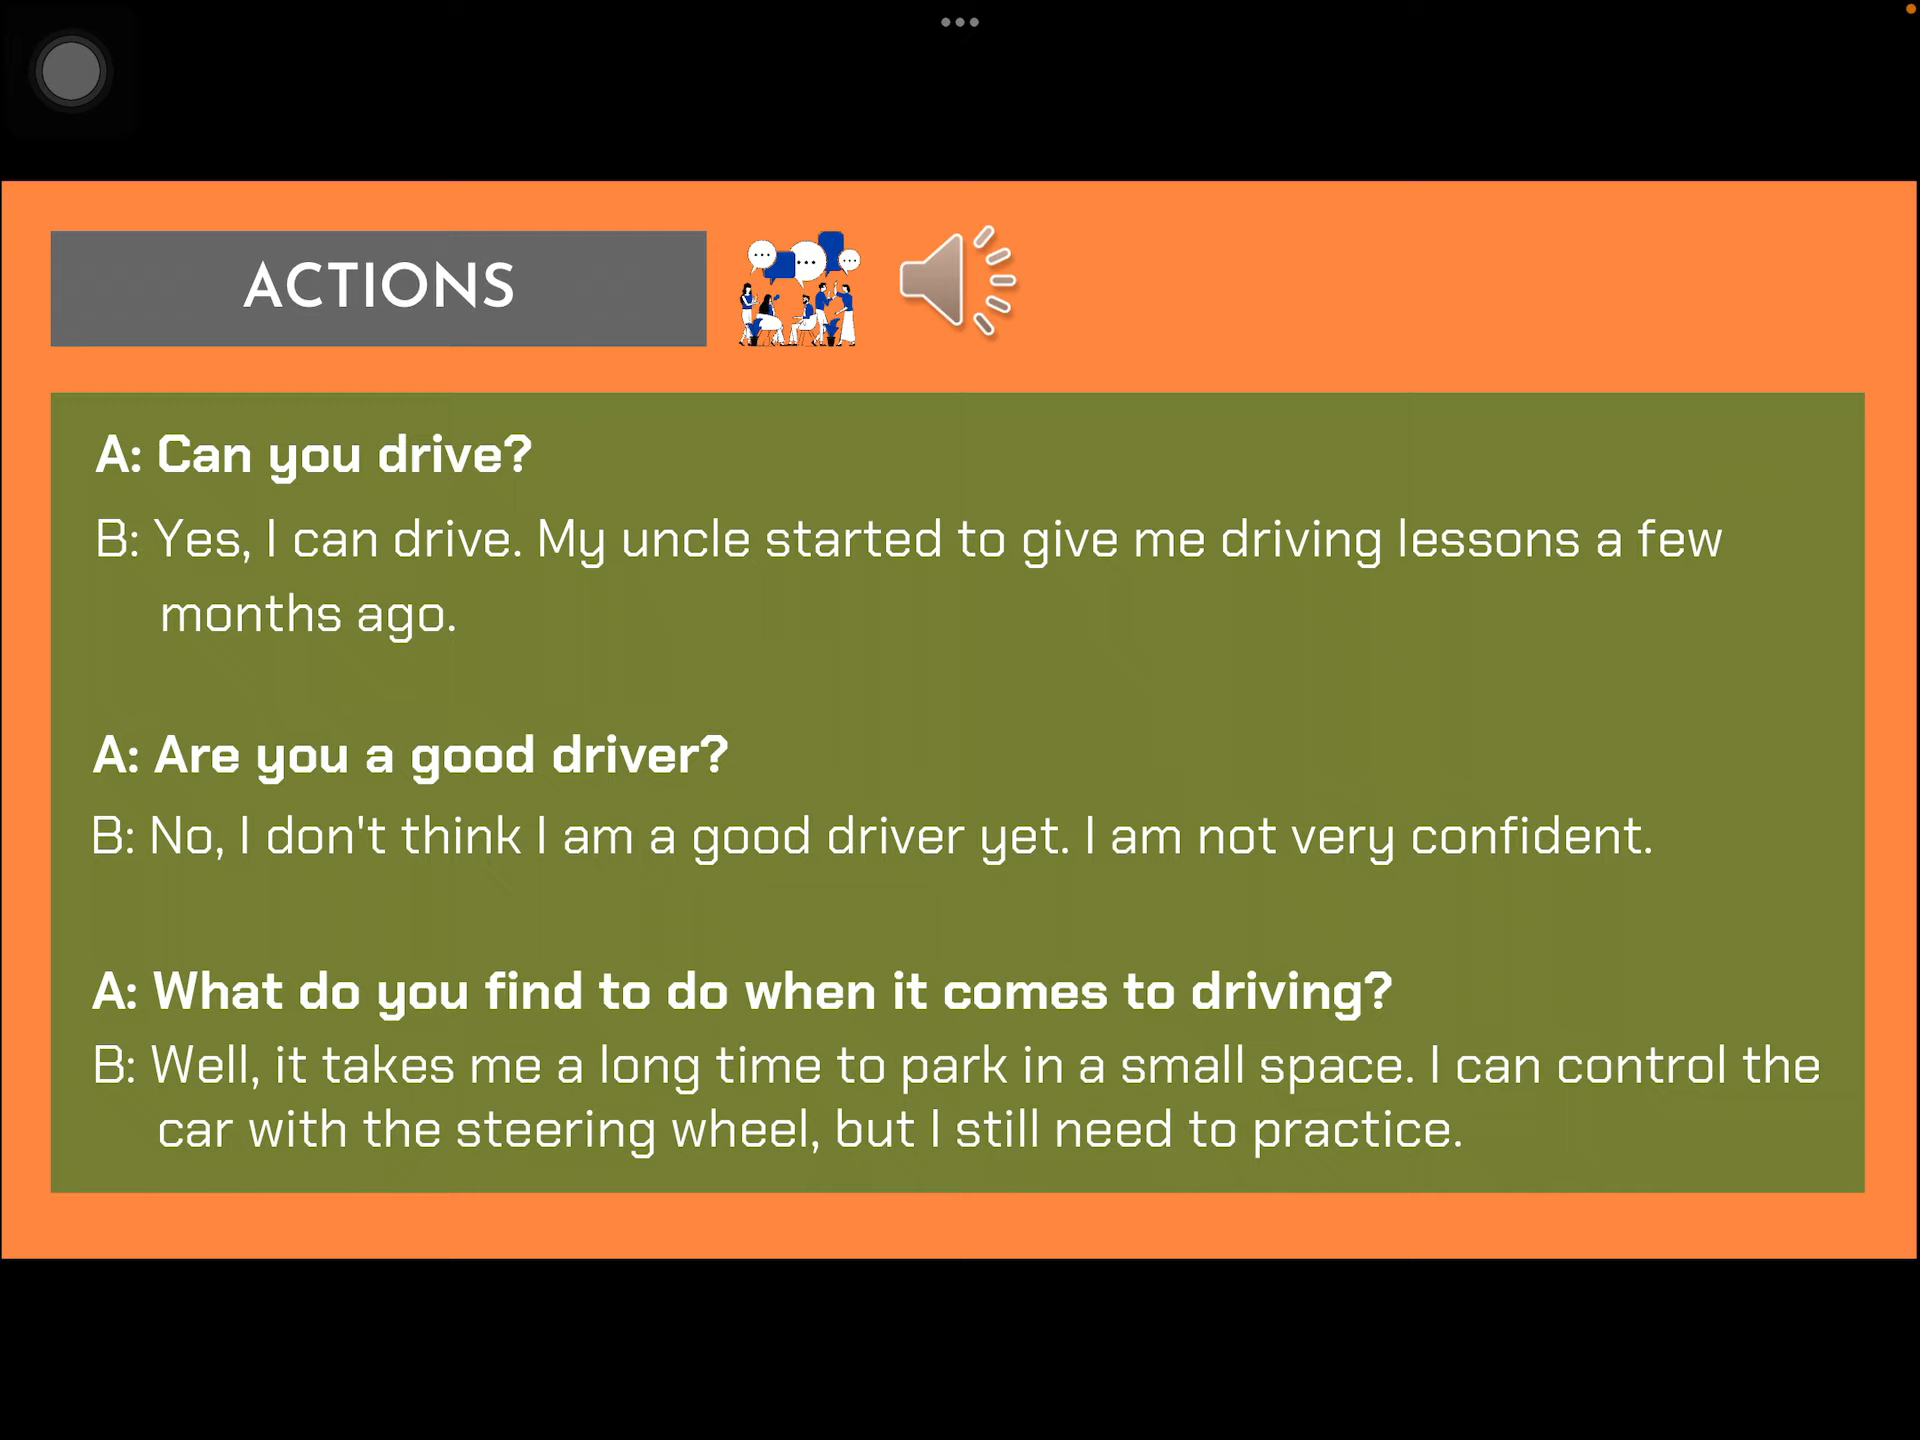 ACTIONS
A: Can you drive?
B: Yes, I can drive. My uncle started to give me driving lessons a few
months ago.
A: Are you a good driver?
B: No, I don't think I am a good driver yet. I am not very confident.
A: What do you find to do when it comes to driving?
B: Well, it takes me a long time to park in a small space. I can control the
car with the steering wheel, but I still need to practice.